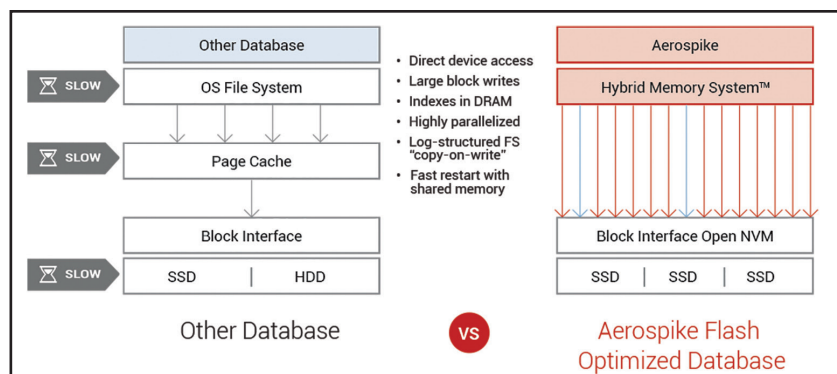 Other Database
SLOW
OS File System
SLOW
Page Cache
Block Interface
SLOW
SSD
HDD
Other Database
• Direct device access
• Large block writes
• Indexes in DRAM
• Highly parallelized
• Log-structured FS
“copy-on-write”
• Fast restart with
shared memory
VS
Aerospike
Hybrid Memory System™
Block Interface Open NVM
SSD
SSD
SSD
Aerospike Flash
Optimized Database